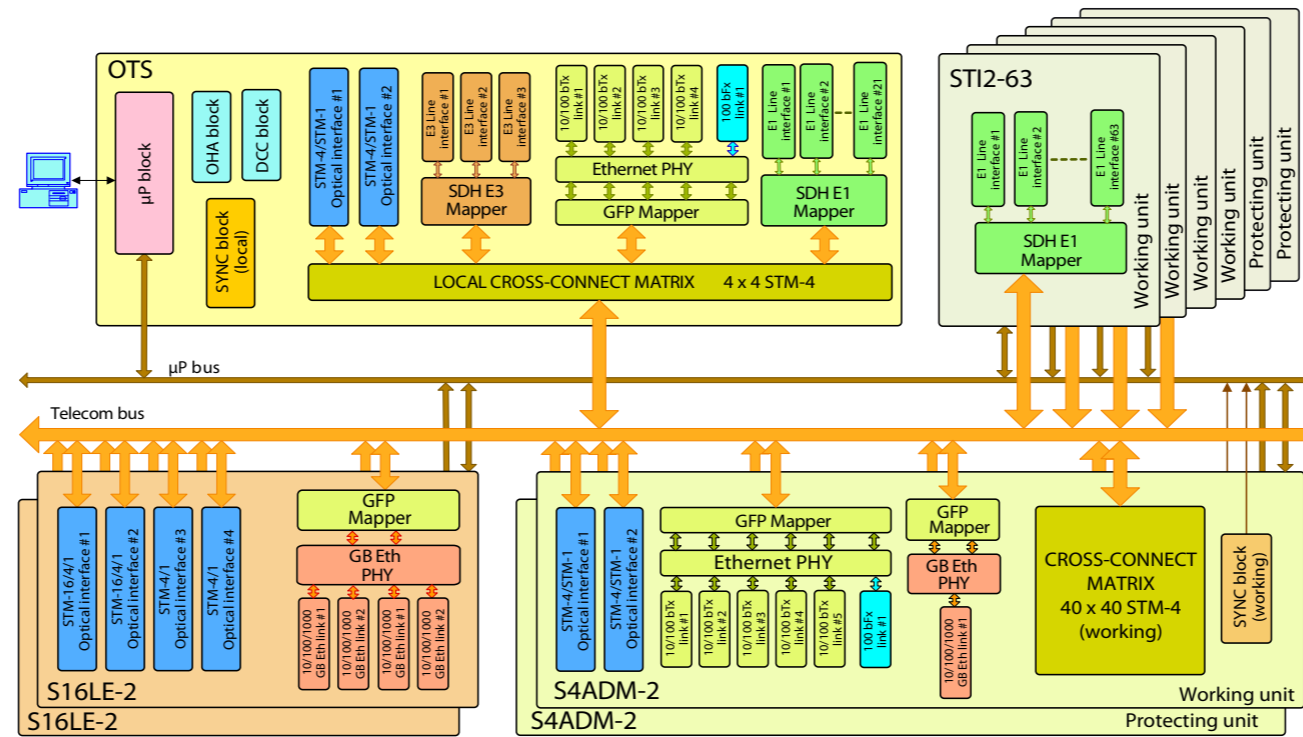 OTS
µP block
OHA block
DCC block
SYNC block
(local)
STM-4/STM-1
Optical interface #1
STM-4/STM-1
Optical interface #2
E3 Line
interface #1
E3 Line
interface #2
E3 Line
interface #3
SDH E3
Mapper
10/100 bTx
link #1
10/100 bTx
link #2
10/100 bTx
link #3
10/100 bTx
link #4
100 bFx
link #1
Ethernet PHY
GFP Mapper
E1 Line
interface #1
E1 Line
interface #2
E1 Line
interface #21
SDH E1
Mapper
LOCAL CROSS-CONNECT MATRIX 4 x 4 STM-4
STI2-63
E1 Line
interface #1
E1 Line
interface #2
E1 Line
interface #63
SDH E1
Mapper
Working unit
Working unit
Working unit
Working unit
Protecting unit
Protecting unit
µP bus
Telecom bus
STM-16/4/1
Optical interface #1
STM-16/4/1
Optical interface #2
STM-4/1
Optical interface #3
STM-4/1
Optical interface #4
GFP
Mapper
GB Eth
PHY
10/100/1000
GB Eth link #1
10/100/1000
GB Eth link #2
10/100/1000
GB Eth link #1
10/100/1000
GB Eth link #2
S16LE-2
S16LE-2
STM-4/STM-1
Optical interface #1
STM-4/STM-1
Optical interface #2
GFP Mapper
Ethernet PHY
10/100 bTx
link #1
10/100 bTx
link #2
10/100 bTx
link #3
10/100 bTx
link #4
10/100 bTx
link #5
100 bFx
link #1
GFP
Mapper
GB Eth
PHY
10/100/1000
GB Eth link #1
CROSS-CONNECT
MATRIX
40 x 40 STM-4
(working)
SYNC block
(working)
S4ADM-2
Working unit
S4ADM-2
Protecting unit